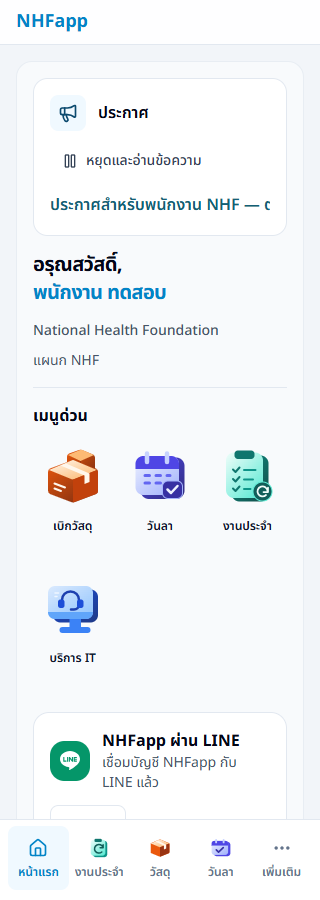 NHFapp
ประกาศ
หยุดและอ่านข้อความ
ประกาศสำหรับพนักงาน NHF —
อรุณสวัสดิ์,
พนักงาน ทดสอบ
National Health Foundation
แผนก NHF
เมนูด่วน
เบิกวัสดุ
วันลา
งานประจำ
บริการ IT
LINE
NHFapp ผ่าน LINE
เชื่อมบัญชี NHFapp กับ
LINE แล้ว
หน้าแรก
งานประจำ
วัสดุ
วันลา
เพิ่มเติม